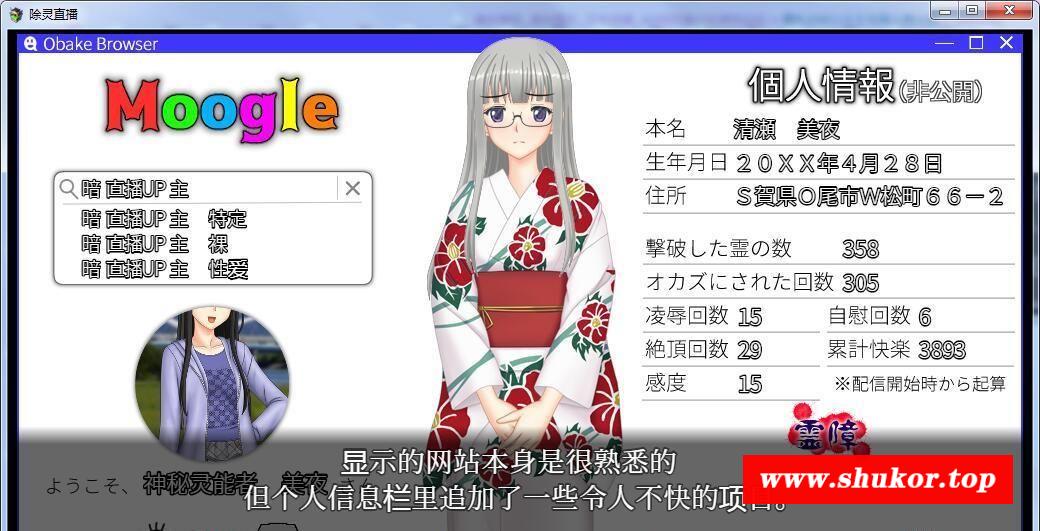 除灵直播
Obake Browser
Moogle
暗 直播UP 主
暗 直播UP 主 特定
暗 直播UP 主 裸
暗 直播UP 主 性爱
個人情報(非公開)
本名 清瀬 美夜
生年月日 20XX年4月28日
住所 S賀県O尾市W松町66-2
撃破した霊の数 358
オカズにされた回数 305
凌辱回数 15 自慰回数 6
絶頂回数 29 累計快楽 3893
感度 15 ※配信開始時から起算
霊障
ようこそ、神秘灵能者 美夜 さん
显示的网站本身是很熟悉的
但个人信息栏里追加了一些令人不快的项目。
www.shukor.top